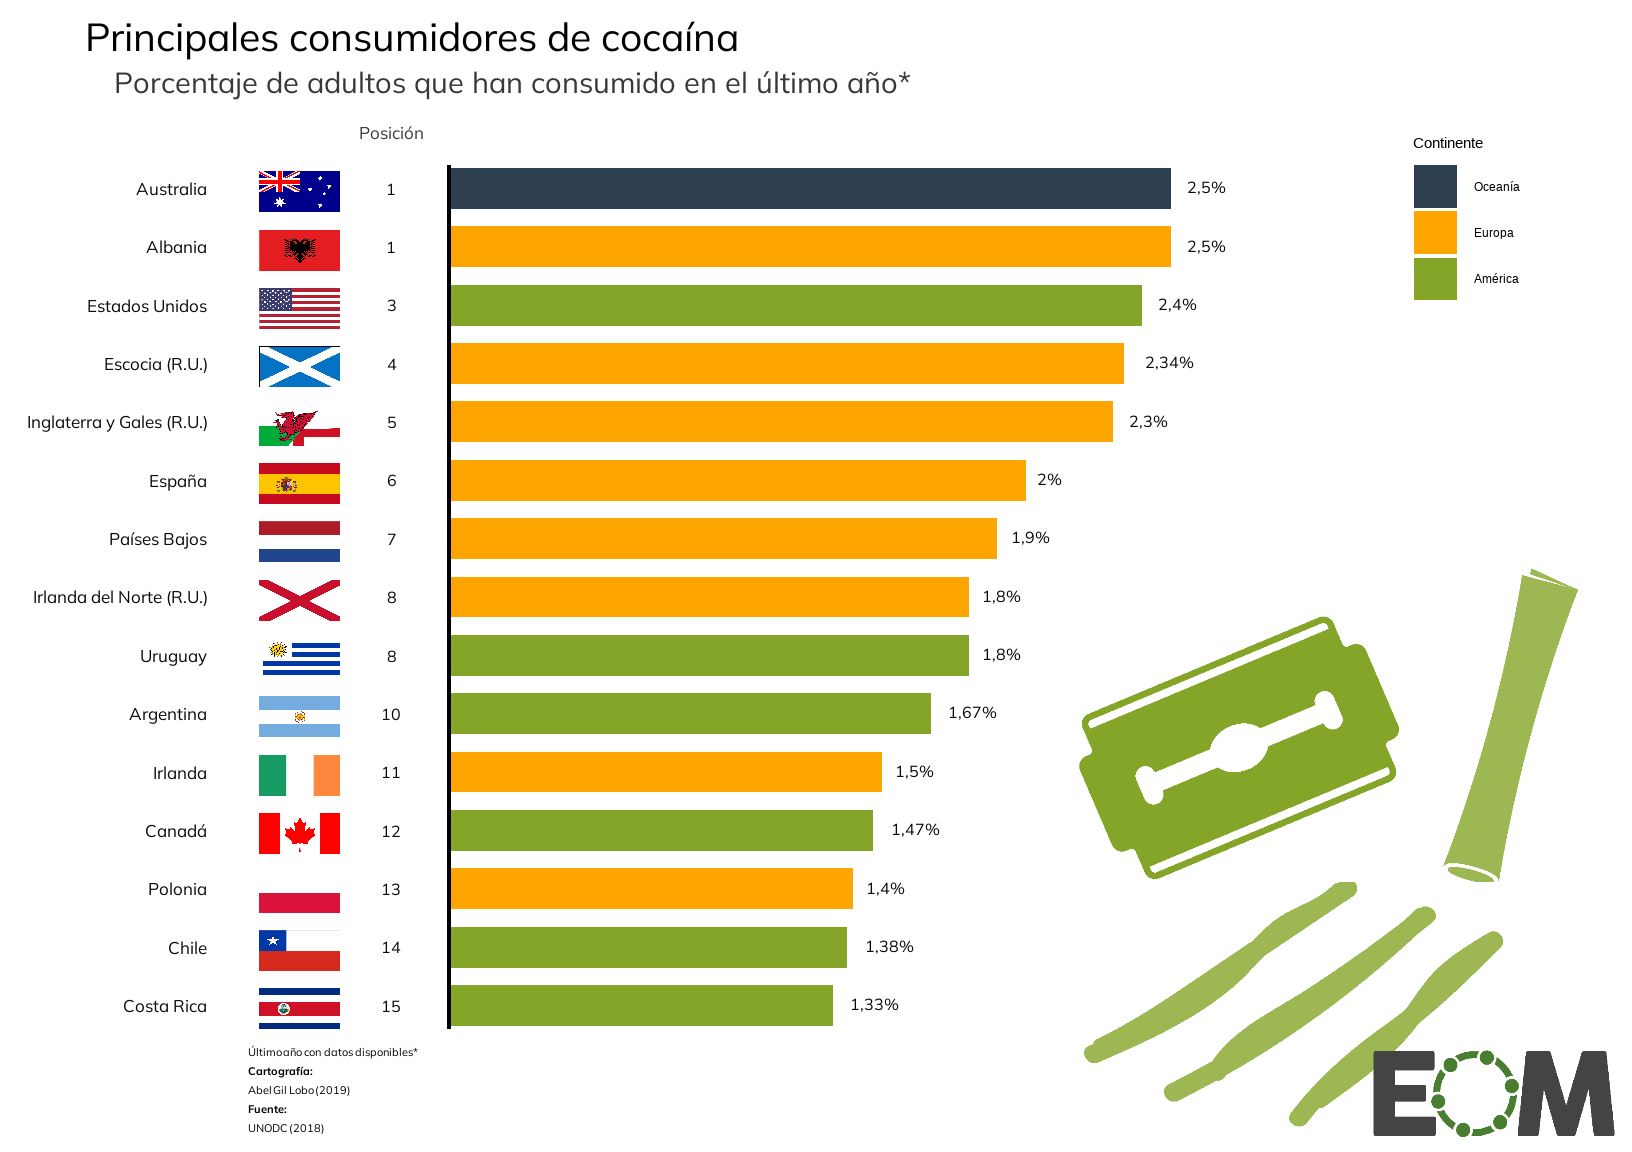 Principales consumidores de cocaína
Porcentaje de adultos que han consumido en el último año*
Posición
Continente
Oceanía
Europa
América
Australia 1 2,5%
Albania 1 2,5%
Estados Unidos 3 2,4%
Escocia (R.U.) 4 2,34%
Inglaterra y Gales (R.U.) 5 2,3%
España 6 2%
Países Bajos 7 1,9%
Irlanda del Norte (R.U.) 8 1,8%
Uruguay 8 1,8%
Argentina 10 1,67%
Irlanda 11 1,5%
Canadá 12 1,47%
Polonia 13 1,4%
Chile 14 1,38%
Costa Rica 15 1,33%
Último año con datos disponibles*
Cartografía:
Abel Gil Lobo (2019)
Fuente:
UNODC (2018)
EOM